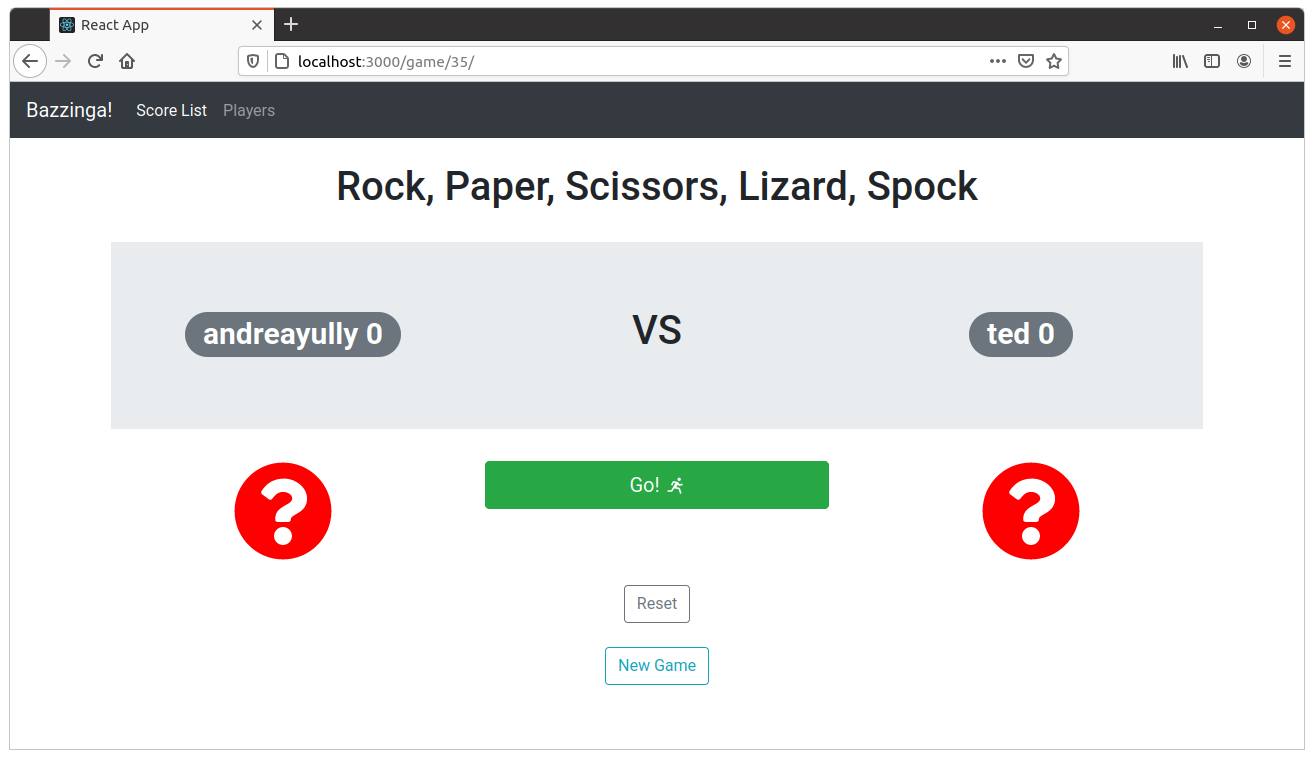 React App
localhost:3000/game/35/
Bazzinga! Score List Players
Rock, Paper, Scissors, Lizard, Spock
andreayully 0 VS ted 0
? Go! ?
Reset
New Game